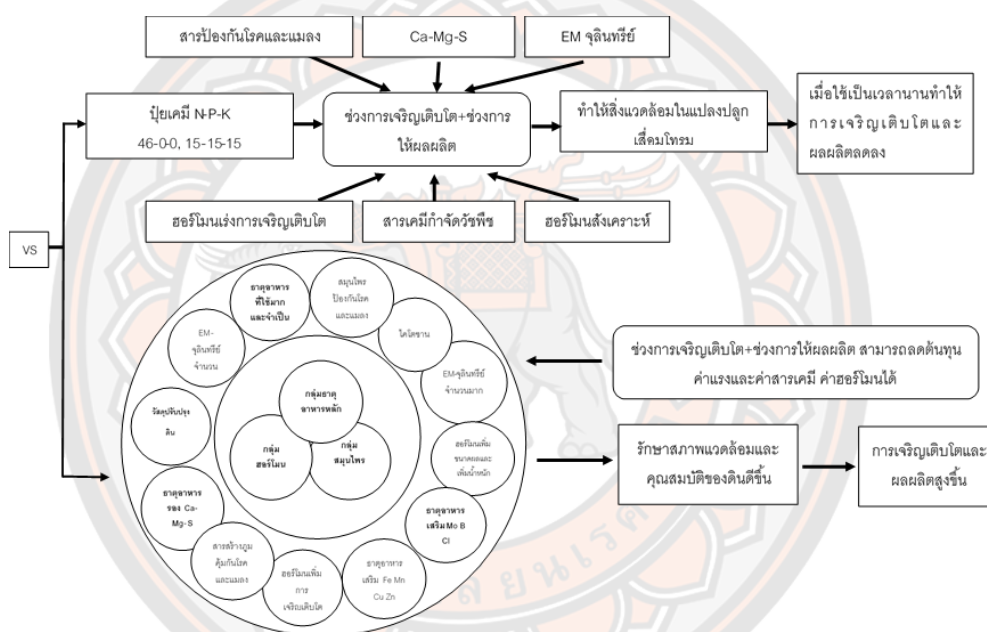 สารป้องกันโรคและแมลง
Ca-Mg-S
EM จุลินทรีย์
ปุ๋ยเคมี N-P-K
46-0-0, 15-15-15
ช่วงการเจริญเติบโต+ช่วงการ
ให้ผลผลิต
ทำให้สิ่งแวดล้อมในแปลงปลูก
เสื่อมโทรม
เมื่อใช้เป็นเวลานานทำให้
การเจริญเติบโตและ
ผลผลิตลดลง
ฮอร์โมนเร่งการเจริญเติบโต
สารเคมีกำจัดวัชพืช
ฮอร์โมนสังเคราะห์
VS
ธาตุอาหาร
ที่ใช้มาก
และจำเป็น
สมุนไพร
ป้องกันโรค
และแมลง
ไคโตซาน
EM-
จุลินทรีย์
จำนวน
EM-จุลินทรีย์
จำนวนมาก
วัสดุปรับปรุง
ดิน
กลุ่มธาตุ
อาหารหลัก
กลุ่ม
ฮอร์โมน
กลุ่ม
สมุนไพร
ฮอร์โมนเพิ่ม
ขนาดผลและ
เพิ่มน้ำหนัก
ธาตุอาหาร
รอง Ca-
Mg-S
ธาตุอาหาร
เสริม Mo B
Cl
สารสร้างภูมิ
คุ้มกันโรค
และแมลง
ฮอร์โมนเพิ่ม
การ
เจริญเติบโต
ธาตุอาหาร
เสริม Fe Mn
Cu Zn
ช่วงการเจริญเติบโต+ช่วงการให้ผลผลิต สามารถลดต้นทุน
ค่าแรงและค่าสารเคมี ค่าฮอร์โมนได้
รักษาสภาพแวดล้อมและ
คุณสมบัติของดินดีขึ้น
การเจริญเติบโตและ
ผลผลิตสูงขึ้น